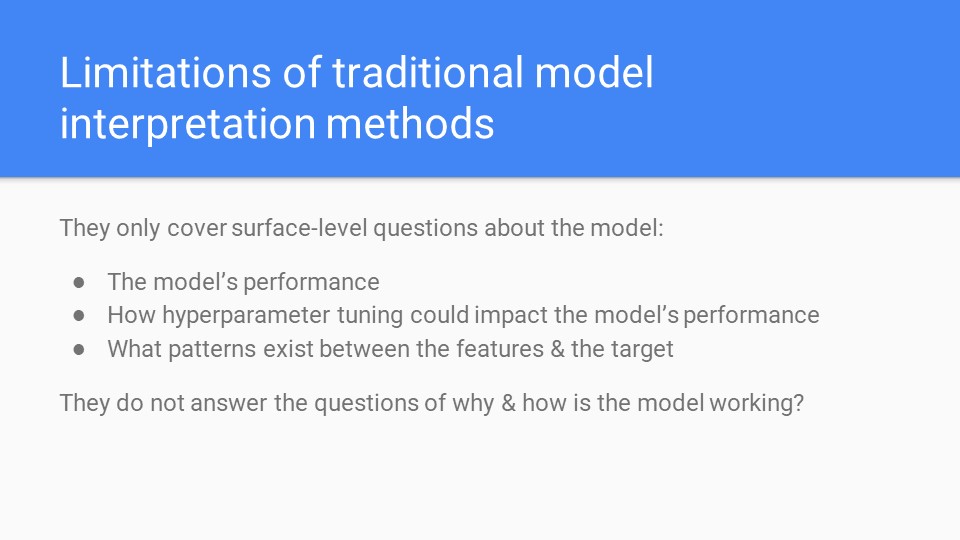 Limitations of traditional model
interpretation methods
They only cover surface-level questions about the model:
● The model’s performance
● How hyperparameter tuning could impact the model’s performance
● What patterns exist between the features & the target
They do not answer the questions of why & how is the model working?